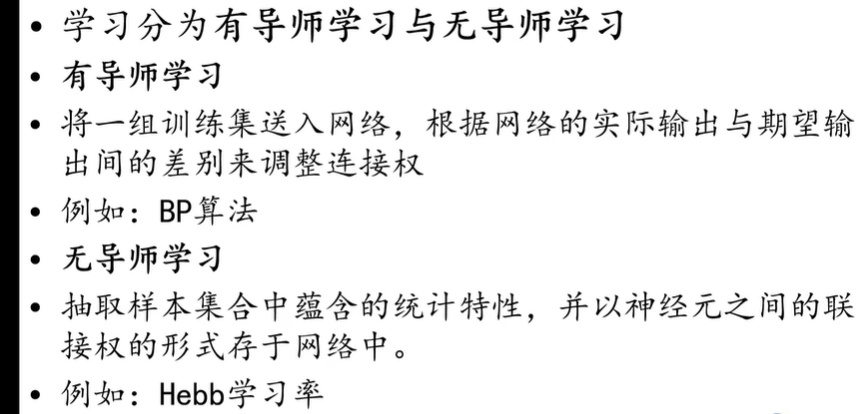 • 学习分为有导师学习与无导师学习
• 有导师学习
• 将一组训练集送入网络，根据网络的实际输出与期望输
出间的差别来调整连接权
• 例如：BP算法
• 无导师学习
• 抽取样本集合中蕴含的统计特性，并以神经元之间的联
接权的形式存于网络中。
• 例如：Hebb学习率